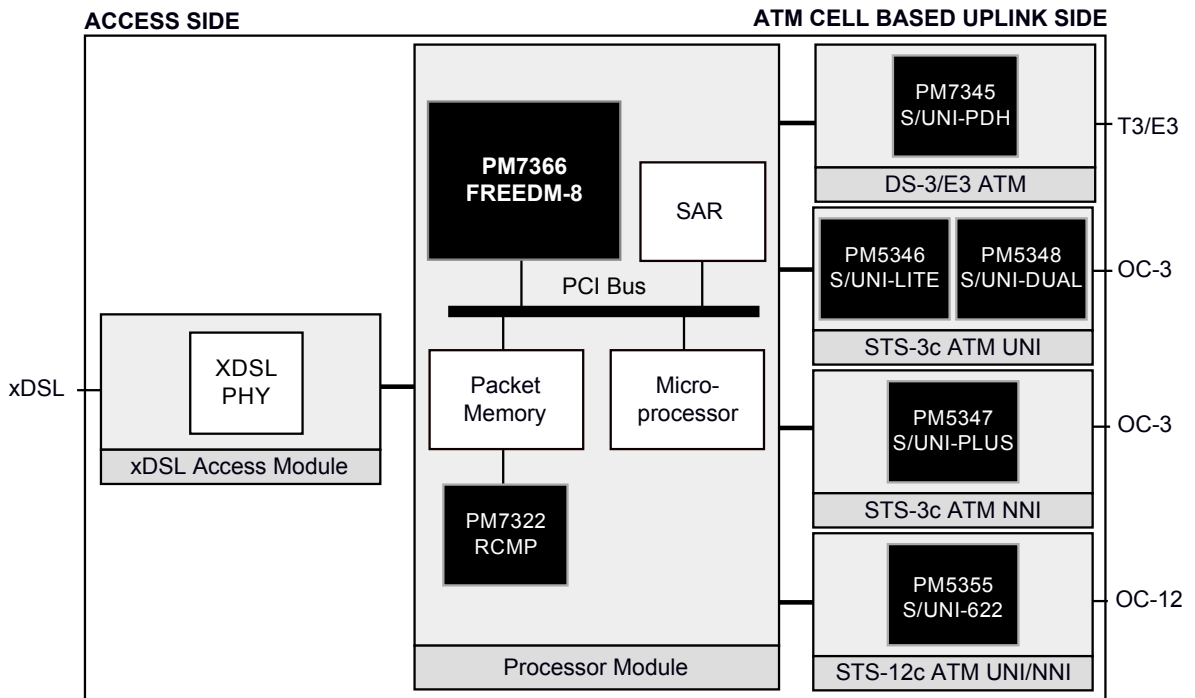 ACCESS SIDE
ATM CELL BASED UPLINK SIDE
xDSL
XDSL
PHY
xDSL Access Module
PM7366
FREEDM-8
SAR
PCI Bus
Packet
Memory
Micro-
processor
PM7322
RCMP
Processor Module
PM7345
S/UNI-PDH
DS-3/E3 ATM
T3/E3
PM5346
S/UNI-LITE
PM5348
S/UNI-DUAL
STS-3c ATM UNI
OC-3
PM5347
S/UNI-PLUS
STS-3c ATM NNI
OC-3
PM5355
S/UNI-622
STS-12c ATM UNI/NNI
OC-12